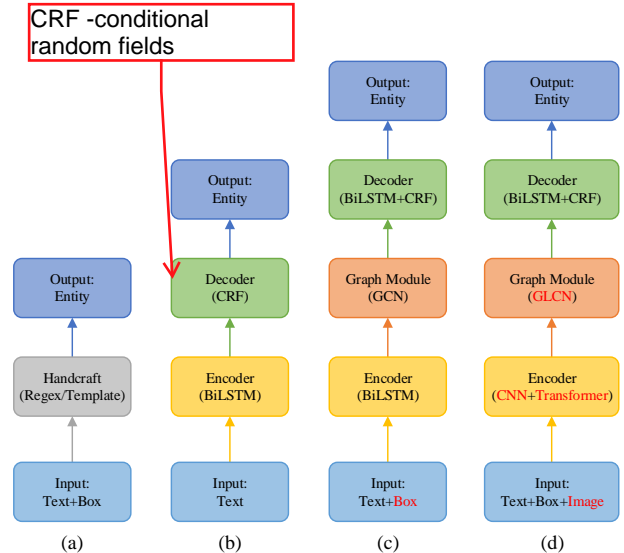 CRF -conditional
random fields
Output:
Entity
Handcraft
(Regex/Template)
Input:
Text+Box
(a)
Output:
Entity
Decoder
(CRF)
Encoder
(BiLSTM)
Input:
Text
(b)
Output:
Entity
Decoder
(BiLSTM+CRF)
Graph Module
(GCN)
Encoder
(BiLSTM)
Input:
Text+Box
(c)
Output:
Entity
Decoder
(BiLSTM+CRF)
Graph Module
(GLCN)
Encoder
(CNN+Transformer)
Input:
Text+Box+Image
(d)